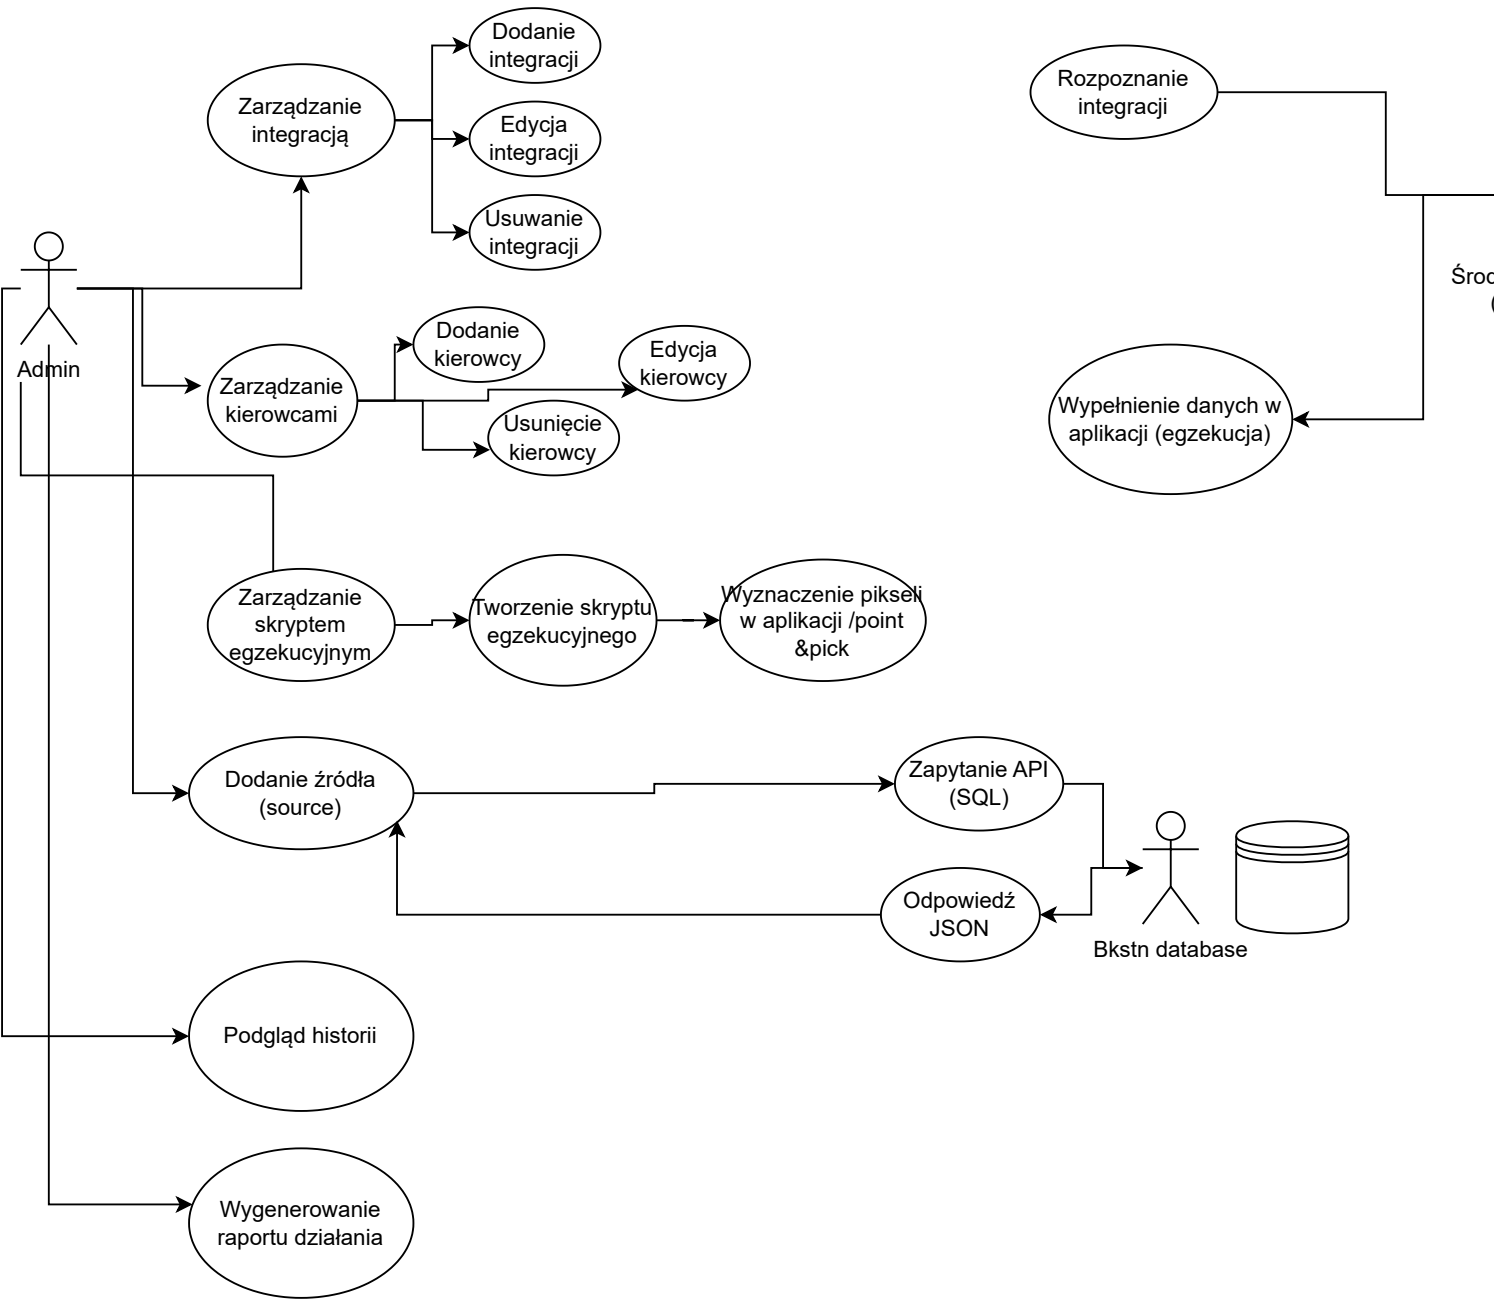 Dodanie
integracji
Zarządzanie
integracją
Edycja
integracji
Usuwanie
integracji
Rozpoznanie
integracji
Admin
Dodanie
kierowcy
Edycja
kierowcy
Zarządzanie
kierowcami
Usunięcie
kierowcy
Wypełnienie danych w
aplikacji (egzekucja)
Zarządzanie
skryptem
egzekucyjnym
Tworzenie skryptu
egzekucyjnego
Wyznaczenie pikseli
w aplikacji /point
&pick
Dodanie źródła
(source)
Zapytanie API
(SQL)
Odpowiedź
JSON
Bkstn database
Podgląd historii
Wygenerowanie
raportu działania